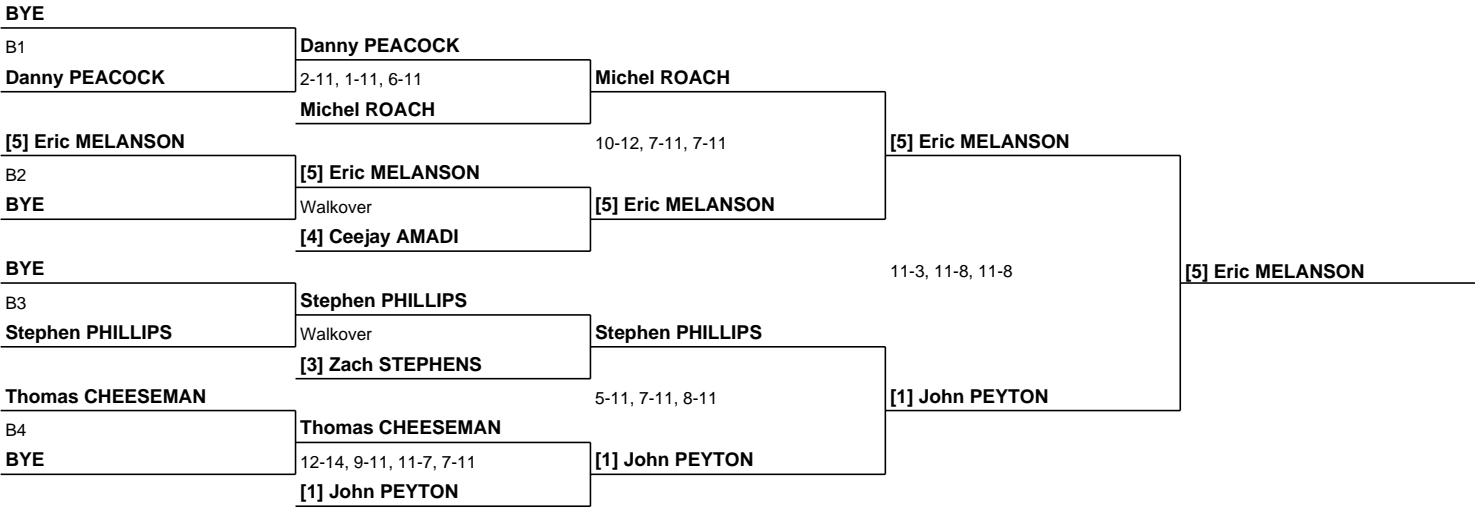 BYE
B1
Danny PEACOCK
Danny PEACOCK
2-11, 1-11, 6-11
Michel ROACH
Michel ROACH
[5] Eric MELANSON
B2
BYE
[5] Eric MELANSON
Walkover
[4] Ceejay AMADI
10-12, 7-11, 7-11
[5] Eric MELANSON
[5] Eric MELANSON
BYE
B3
Stephen PHILLIPS
Stephen PHILLIPS
Walkover
[3] Zach STEPHENS
Stephen PHILLIPS
11-3, 11-8, 11-8
[5] Eric MELANSON
Thomas CHEESEMAN
B4
BYE
Thomas CHEESEMAN
12-14, 9-11, 11-7, 7-11
[1] John PEYTON
5-11, 7-11, 8-11
[1] John PEYTON
[1] John PEYTON